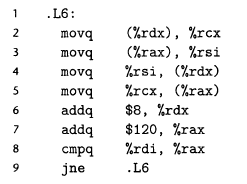 1 .L6:
2 movq (%rdx), %rcx
3 movq (%rax), %rsi
4 movq %rsi, (%rdx)
5 movq %rcx, (%rax)
6 addq $8, %rdx
7 addq $120, %rax
8 cmpq %rdi, %rax
9 jne .L6